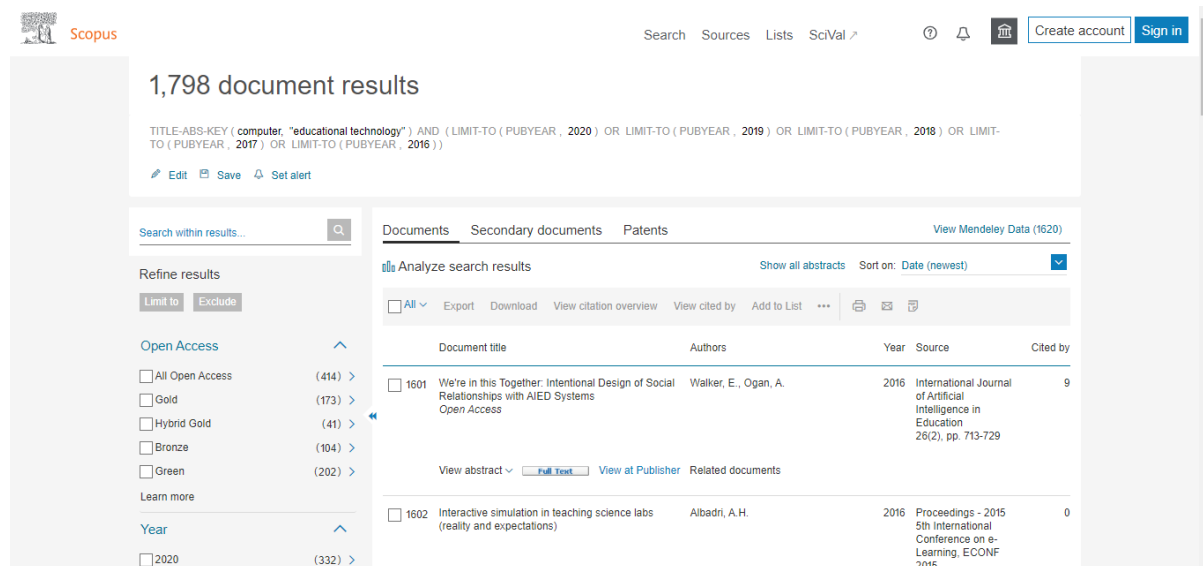 Scopus
Search Sources Lists SciVal ↗ Create account Sign in
1,798 document results
TITLE-ABS-KEY ( computer, "educational technology" ) AND ( LIMIT-TO ( PUBYEAR , 2020 ) OR LIMIT-TO ( PUBYEAR , 2019 ) OR LIMIT-TO ( PUBYEAR , 2018 ) OR LIMIT-
TO ( PUBYEAR , 2017 ) OR LIMIT-TO ( PUBYEAR , 2016 ) )
Edit Save Set alert
Search within results...
Refine results
Limit to Exclude
Open Access
All Open Access (414)
Gold (173)
Hybrid Gold (41)
Bronze (104)
Green (202)
Learn more
Year
2020 (332)
Documents Secondary documents Patents View Mendeley Data (1620)
Analyze search results Show all abstracts Sort on: Date (newest)
All Export Download View citation overview View cited by Add to List •••
Document title Authors Year Source Cited by
1601 We're in this Together: Intentional Design of Social Walker, E., Ogan, A. 2016 International Journal 9
Relationships with AIED Systems of Artificial
Open Access Intelligence in
Education
26(2), pp. 713-729
View abstract Full Text View at Publisher Related documents
1602 Interactive simulation in teaching science labs Albadri, A.H. 2016 Proceedings - 2015 0
(reality and expectations) 5th International
Conference on e-
Learning, ECONF
2015